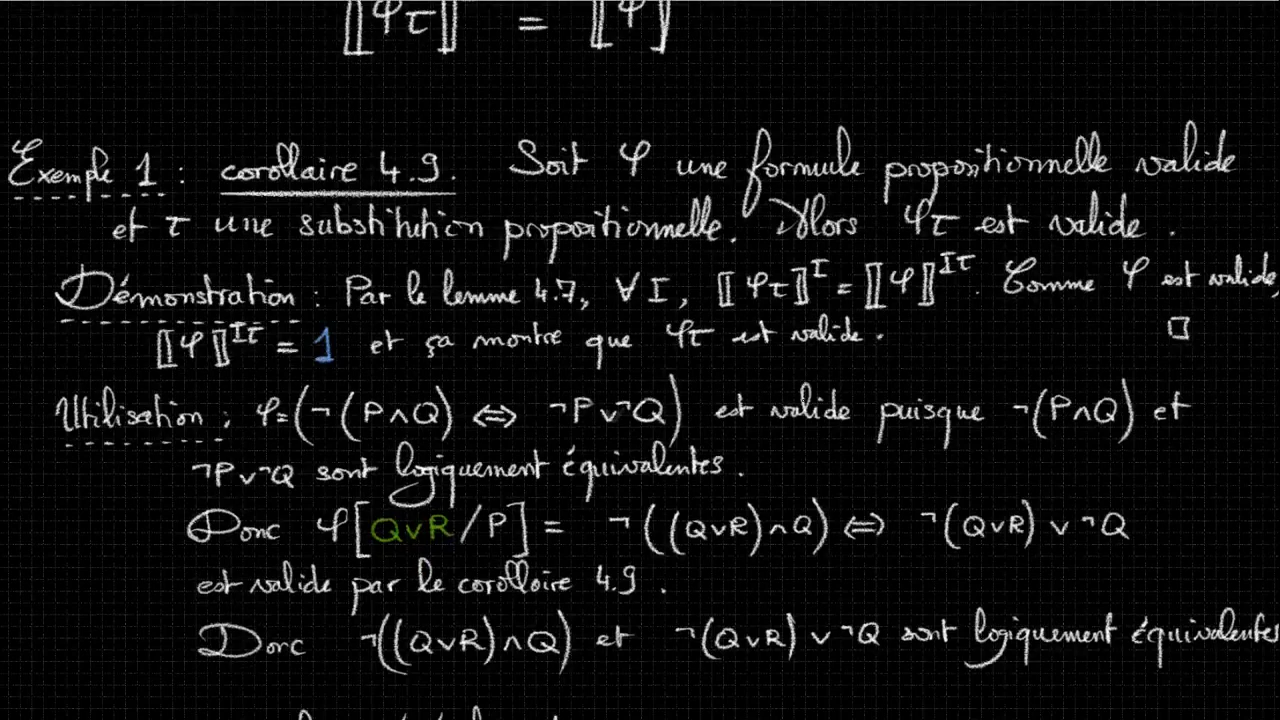 ⟦φτ⟧ = ⟦φ⟧
Exemple 1 : corollaire 4.9. Soit φ une formule propositionnelle valide
et τ une substitution propositionnelle. Alors φτ est valide.
Démonstration : Par le lemme 4.7, ∀I, ⟦φτ⟧^I = ⟦φ⟧^Iτ. Comme φ est valide,
⟦φ⟧^Iτ = 1 et ça montre que φτ est valide. □
Utilisation : φ=(¬(P∧Q) ⇔ ¬P∨¬Q) est valide puisque ¬(P∧Q) et
¬P∨¬Q sont logiquement équivalentes.
Donc φ[Q∨R/P] = ¬((Q∨R)∧Q) ⇔ ¬(Q∨R) ∨ ¬Q
est valide par le corolloire 4.9.
Donc ¬((Q∨R)∧Q) et ¬(Q∨R) ∨ ¬Q sont logiquement équivalentes